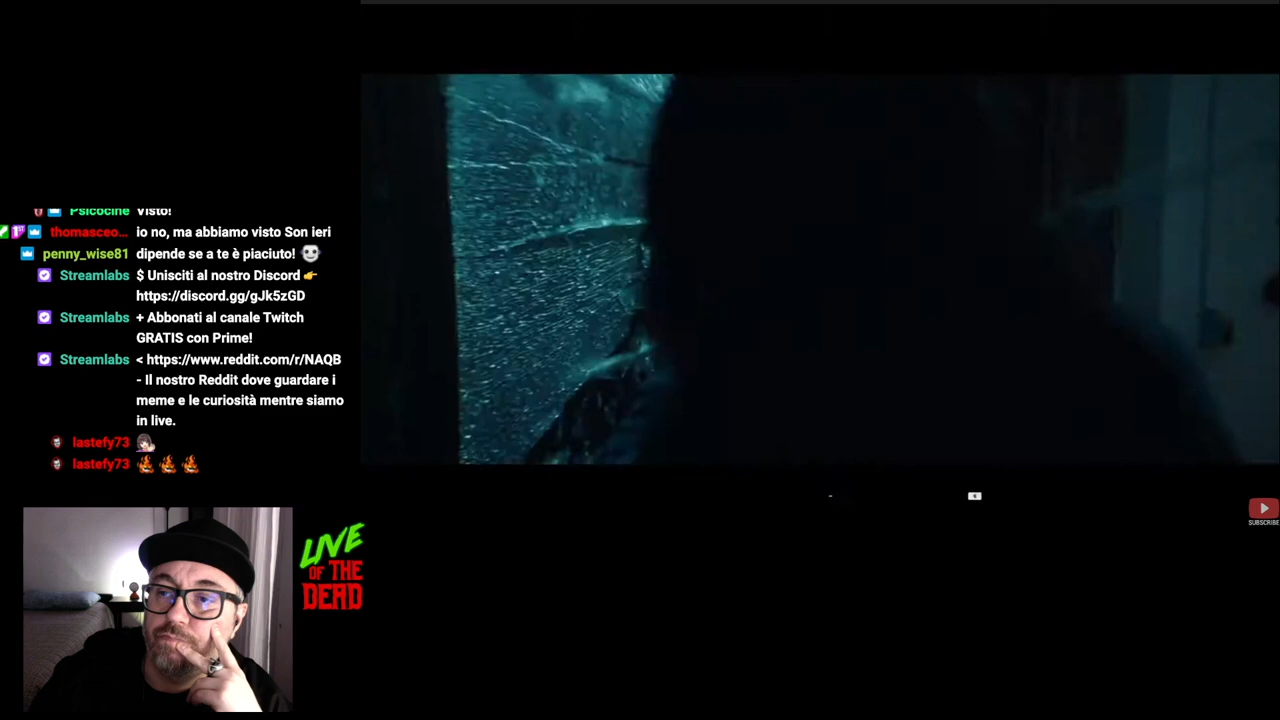 Psicocine Visto!
thomasceo... io no, ma abbiamo visto Son ieri
penny_wise81 dipende se a te è piaciuto!
Streamlabs $ Unisciti al nostro Discord 👉
https://discord.gg/gJk5zGD
Streamlabs + Abbonati al canale Twitch
GRATIS con Prime!
Streamlabs < https://www.reddit.com/r/NAQB
- Il nostro Reddit dove guardare i
meme e le curiosità mentre siamo
in live.
lastefy73
lastefy73
LIVE
OF THE
DEAD
SUBSCRIBE